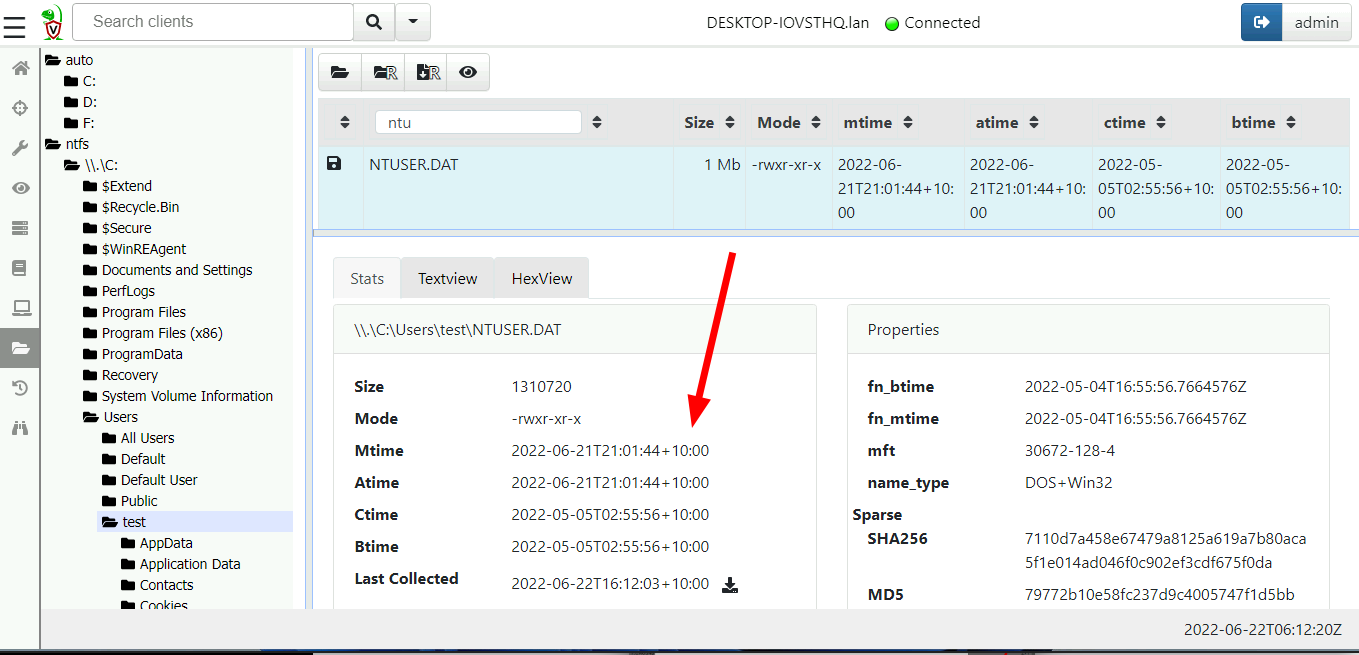 Search clients
DESKTOP-IOVSTHQ.lan Connected
admin
auto
C:
D:
F:
ntfs
\\.\C:
$Extend
$Recycle.Bin
$Secure
$WinREAgent
Documents and Settings
PerfLogs
Program Files
Program Files (x86)
ProgramData
Recovery
System Volume Information
Users
All Users
Default
Default User
Public
test
AppData
Application Data
Contacts
Cookies
R
R
ntu Size Mode mtime atime ctime btime
NTUSER.DAT 1 Mb -rwxr-xr-x 2022-06- 2022-06- 2022-05- 2022-05-
21T21:01:44+10: 21T21:01:44+10: 05T02:55:56+10: 05T02:55:56+10:
00 00 00 00
Stats Textview HexView
\\.\C:\Users\test\NTUSER.DAT
Size 1310720
Mode -rwxr-xr-x
Mtime 2022-06-21T21:01:44+10:00
Atime 2022-06-21T21:01:44+10:00
Ctime 2022-05-05T02:55:56+10:00
Btime 2022-05-05T02:55:56+10:00
Last Collected 2022-06-22T16:12:03+10:00
Properties
fn_btime 2022-05-04T16:55:56.7664576Z
fn_mtime 2022-05-04T16:55:56.7664576Z
mft 30672-128-4
name_type DOS+Win32
Sparse
SHA256 7110d7a458e67479a8125a619a7b80aca
5f1e014ad046f0c902ef3cdf675f0da
MD5 79772b10e58fc237d9c4005747f1d5bb
2022-06-22T06:12:20Z